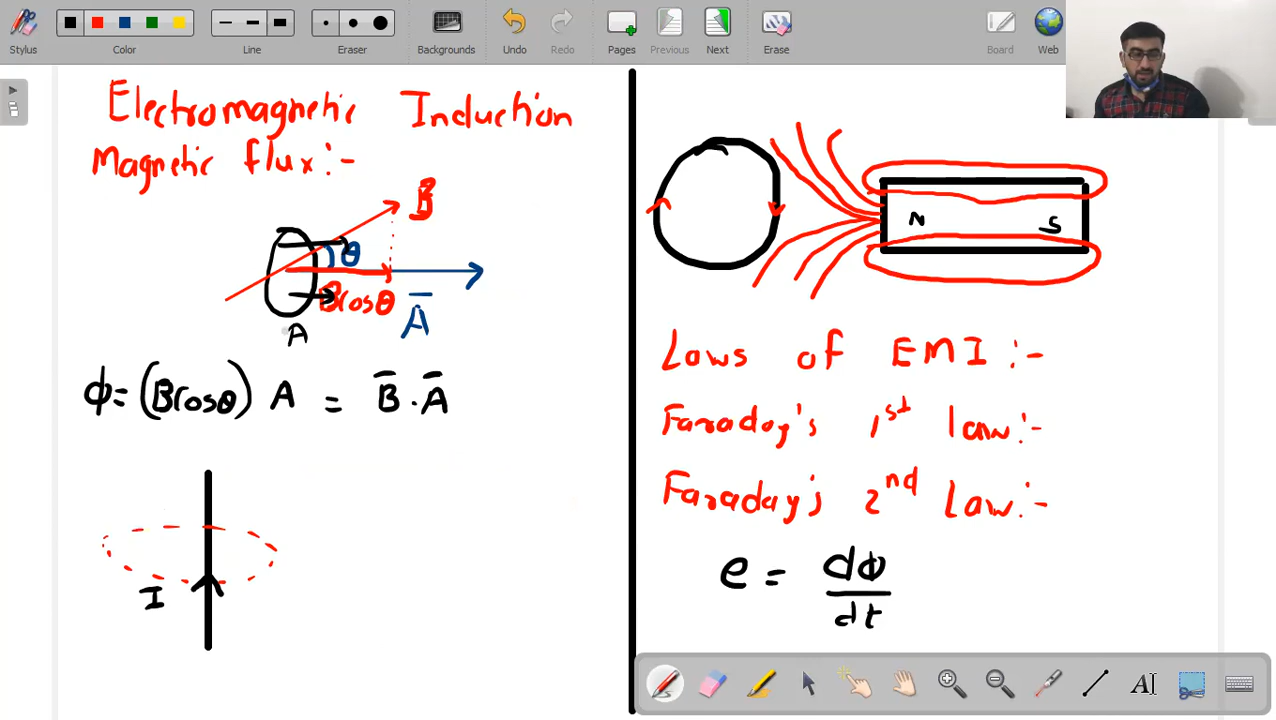 Stylus
Color
Line
Eraser
Backgrounds
Undo
Redo
Pages
Previous
Next
Erase
Board
Web
Electromagnetic Induction
Magnetic flux:-
B̄
θ
Bcosθ
Ā
A
ϕ= (Bcosθ) A = B̄ . Ā
I
N S
Laws of EMI :-
Faraday's 1st law:-
Faraday's 2nd Law:-
e = dϕ/dt